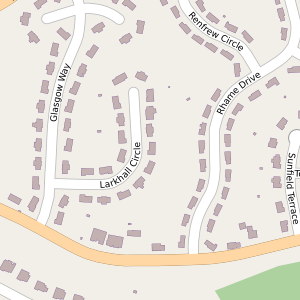 Renfrew Circle
Glasgow Way
Rhame Drive
Larkhall Circle
Sunfield Terrace